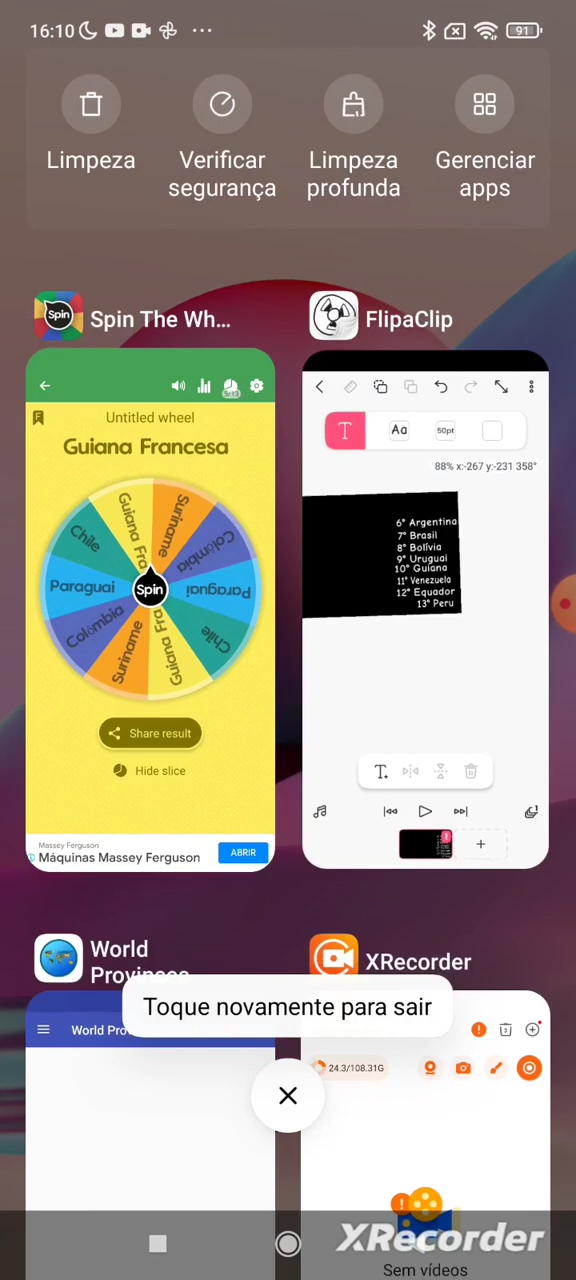 16:10
91
Limpeza
Verificar
segurança
Limpeza
profunda
Gerenciar
apps
Spin
Spin The Wh...
FlipaClip
5/13
Untitled wheel
Guiana Francesa
Guiana Fra
Suriname
Colômbia
Paraguai
Chile
Guiana Fra
Suriname
Colômbia
Paraguai
Chile
Spin
Share result
Hide slice
Massey Ferguson
Máquinas Massey Ferguson
ABRIR
T
Aa
50pt
88% x:-267 y:-231 358°
6° Argentina
7° Brasil
8° Bolívia
9° Uruguai
10° Guiana
11° Venezuela
12° Equador
13° Peru
World
Provinces
XRecorder
Toque novamente para sair
World Pro
24.3/108.31G
Sem vídeos
XRecorder